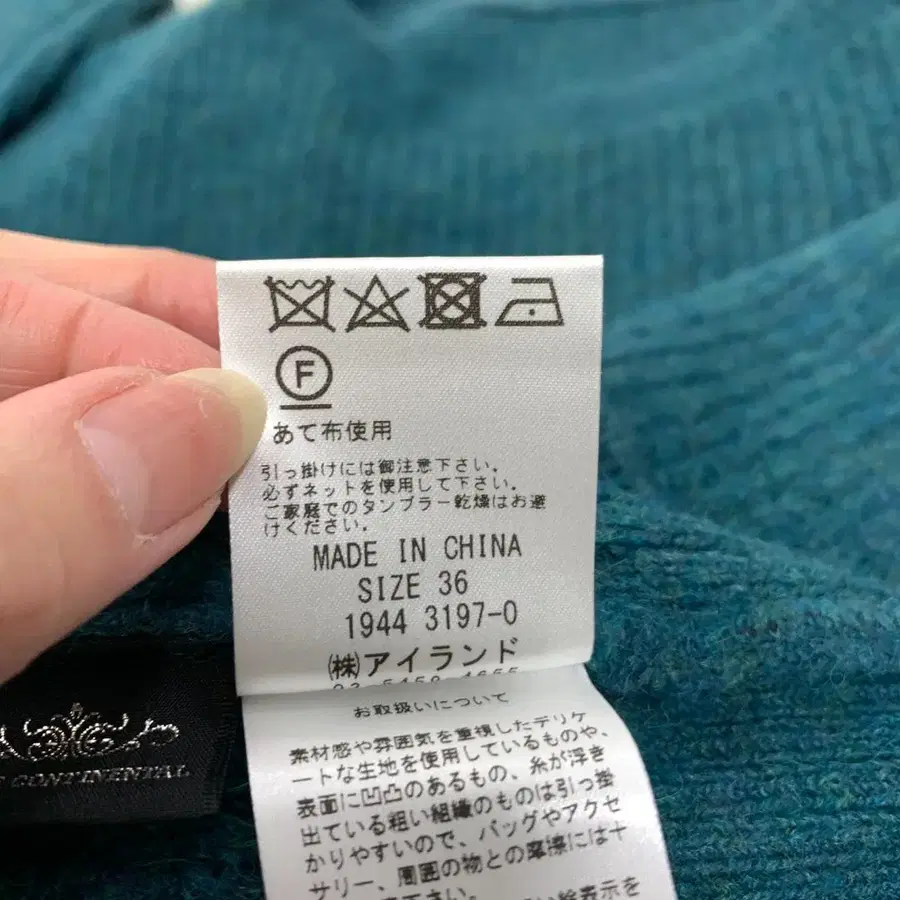 F
あて布使用
引っ掛けには御注意下さい。
必ずネットを使用して下さい。
ご家庭でのタンブラー乾燥はお避
けください。
MADE IN CHINA
SIZE 36
1944 3197-0
㈱アイランド
お取扱いについて
素材感や雰囲気を重視したデリケ
ートな生地を使用しているものや、
表面に凹凸のあるもの、糸が浮き
出ている粗い組織のものは引っ掛
かりやすいので、バッグやアクセ
サリー、周囲の物との摩擦には十
絵表示を
CONTINENTAL